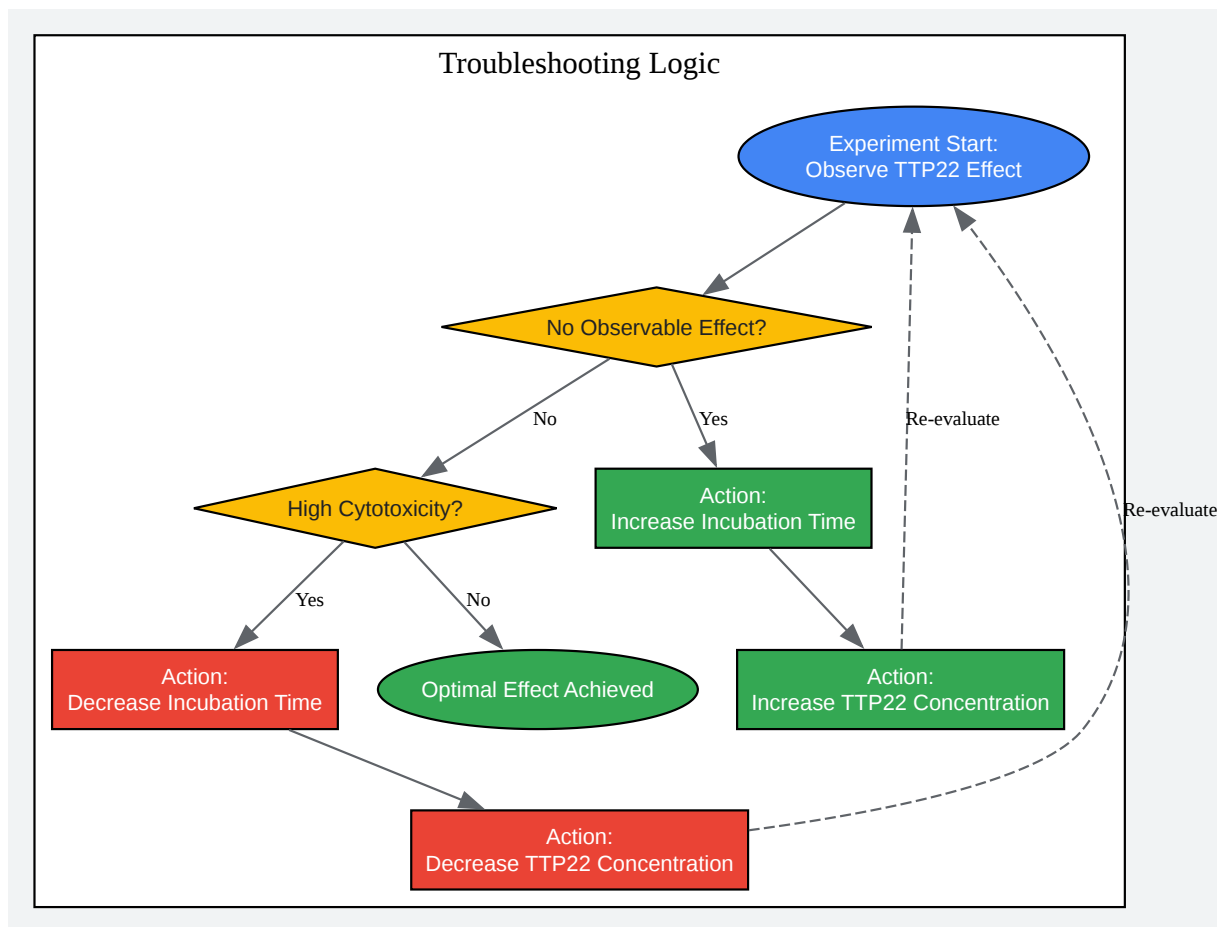 Troubleshooting Logic
Experiment Start:
Observe TTP22 Effect
No Observable Effect?
No
Yes
Re-evaluate
High Cytotoxicity?
Action:
Increase Incubation Time
Re-evaluate
Yes
No
Action:
Decrease Incubation Time
Optimal Effect Achieved
Action:
Increase TTP22 Concentration
Action:
Decrease TTP22 Concentration